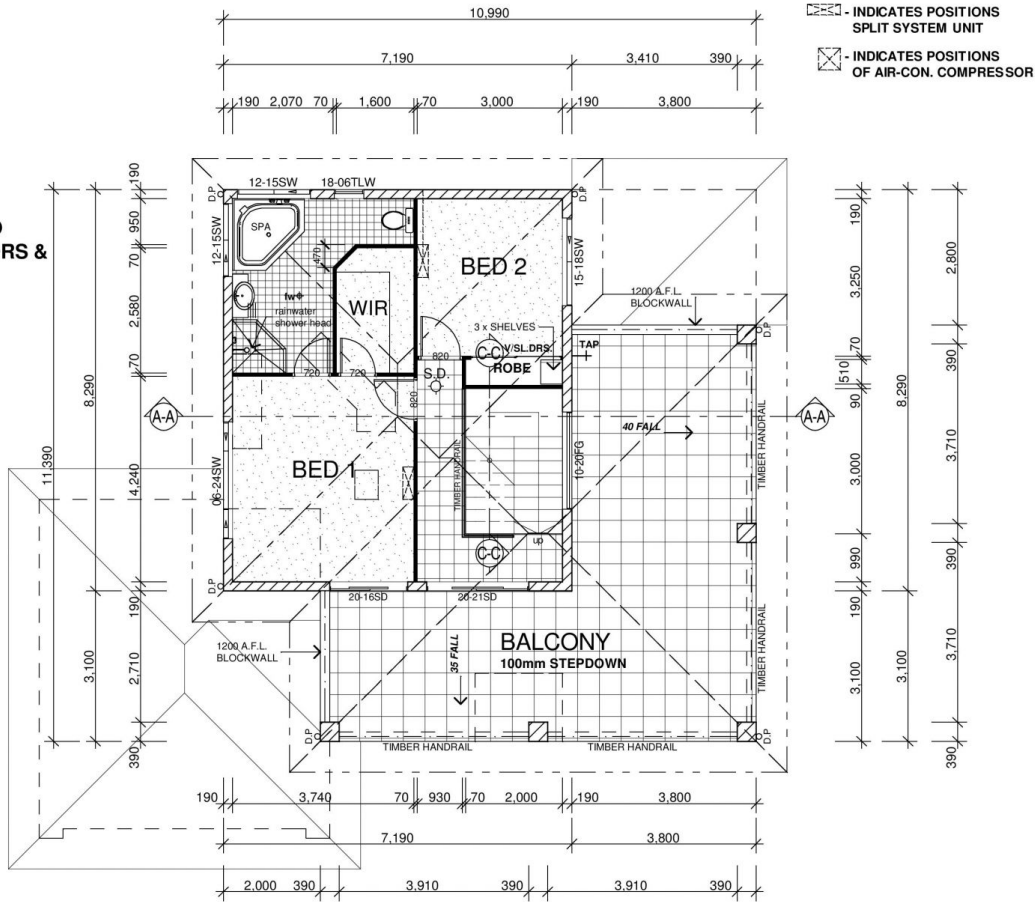 10,990
- INDICATES POSITIONS
SPLIT SYSTEM UNIT
7,190 3,410 390
- INDICATES POSITIONS
OF AIR-CON. COMPRESSOR
190 2,070 70 1,600 70 3,000 190 3,800
RS &
12-15SW 18-06TLW
D.P
D.P
SPA
12-15SW
470
BED 2
15-18SW
fw
rainwater
shower head
WIR
1200 A.F.L.
BLOCKWALL
3 x SHELVES
V/SL.DRS.
TAP
D.P
C-C
820
ROBE
720 720
S.D.
820
A-A
A-A
40 FALL
TIMBER HANDRAIL
BED 1
TIMBER HANDRAIL
10-20FG
06-24SW
C-C
up
D.P
20-16SD 20-21SD
1200 A.F.L.
BLOCKWALL
BALCONY
100mm STEPDOWN
35 FALL
TIMBER HANDRAIL
D.P
TIMBER HANDRAIL TIMBER HANDRAIL
D.P
11,390
8,290
3,100
190
950
70
2,580
70
4,240
190
2,710
390
190
3,250
70
510
90
3,000
990
190
3,100
8,290
3,100
2,800
390
3,710
390
3,710
390
190 3,740 70 930 70 2,000 190 3,800
7,190 3,800
2,000 390 3,910 390 3,910 390